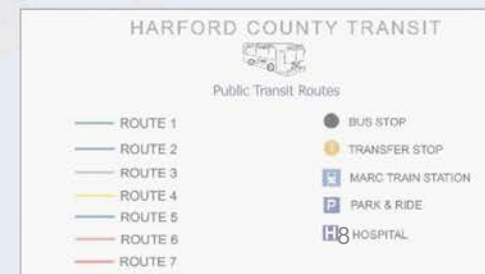 HARFORD COUNTY TRANSIT
Public Transit Routes
ROUTE 1
ROUTE 2
ROUTE 3
ROUTE 4
ROUTE 5
ROUTE 6
ROUTE 7
BUS STOP
TRANSFER STOP
MARC TRAIN STATION
P PARK & RIDE
H8 HOSPITAL